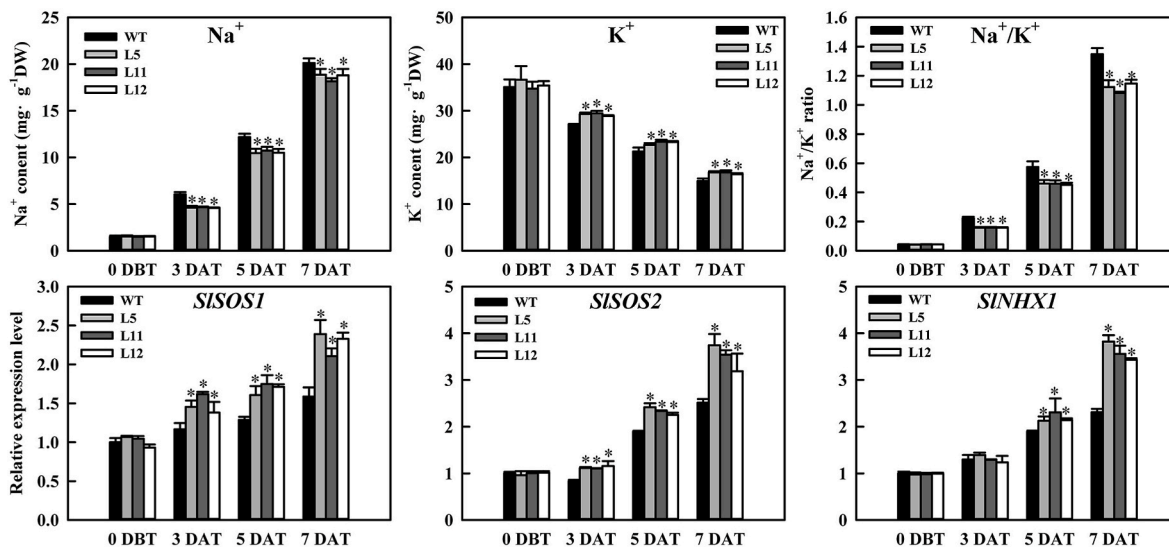 Na⁺
WT
L5
L11
L12
Na⁺ conent (mg· g⁻¹DW)
25
20
15
10
5
0
0 DBT 3 DAT 5 DAT 7 DAT
K⁺
WT
L5
L11
L12
K⁺ conent (mg· g⁻¹DW)
50
40
30
20
10
0
0 DBT 3 DAT 5 DAT 7 DAT
Na⁺/K⁺
WT
L5
L11
L12
Na⁺/K⁺ ratio
1.6
1.4
1.2
1.0
0.8
0.6
0.4
0.2
0.0
0 DBT 3 DAT 5 DAT 7 DAT
SlSOS1
WT
L5
L11
L12
Relative expression level
3.0
2.5
2.0
1.5
1.0
0.5
0.0
0 DBT 3 DAT 5 DAT 7 DAT
SlSOS2
WT
L5
L11
L12
5
4
3
2
1
0
0 DBT 3 DAT 5 DAT 7 DAT
SlNHX1
WT
L5
L11
L12
5
4
3
2
1
0
0 DBT 3 DAT 5 DAT 7 DAT